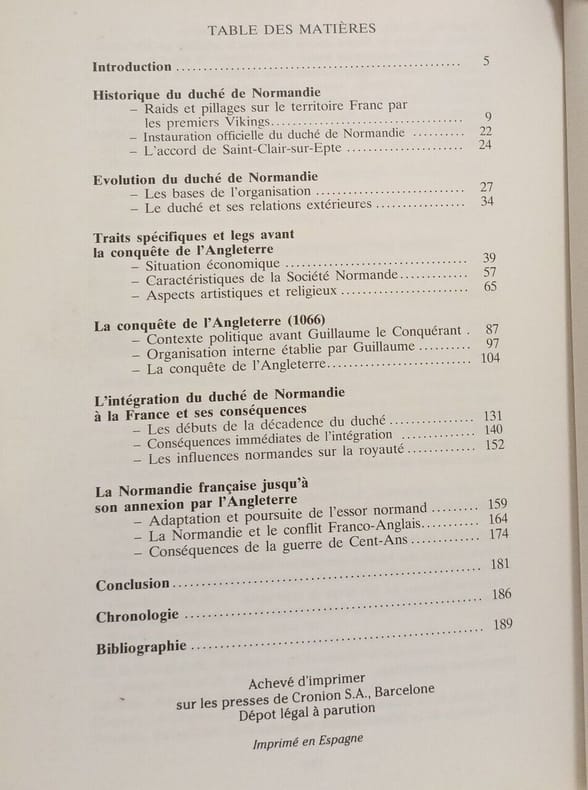 TABLE DES MATIÈRES
Introduction ........................................ 5
Historique du duché de Normandie
– Raids et pillages sur le territoire Franc par
les premiers Vikings........................................ 9
– Instauration officielle du duché de Normandie .......... 22
– L'accord de Saint-Clair-sur-Epte ..................... 24
Evolution du duché de Normandie
– Les bases de l'organisation .......................... 27
– Le duché et ses relations extérieures ................. 34
Traits spécifiques et legs avant
la conquête de l'Angleterre
– Situation économique ................................ 39
– Caractéristiques de la Société Normande............ 57
– Aspects artistiques et religieux....................... 65
La conquête de l'Angleterre (1066)
– Contexte politique avant Guillaume le Conquérant . 87
– Organisation interne établie par Guillaume ......... 97
– La conquête de l'Angleterre........................... 104
L'intégration du duché de Normandie
à la France et ses conséquences
– Les débuts de la décadence du duché................. 131
– Conséquences immédiates de l'intégration ............ 140
– Les influences normandes sur la royauté............. 152
La Normandie française jusqu'à
son annexion par l'Angleterre
– Adaptation et poursuite de l'essor normand ......... 159
– La Normandie et le conflit Franco-Anglais........... 164
– Conséquences de la guerre de Cent-Ans............. 174
Conclusion........................................ 181
Chronologie ........................................ 186
Bibliographie........................................ 189
Achevé d'imprimer
sur les presses de Cronion S.A., Barcelone
Dépot légal à parution
Imprimé en Espagne